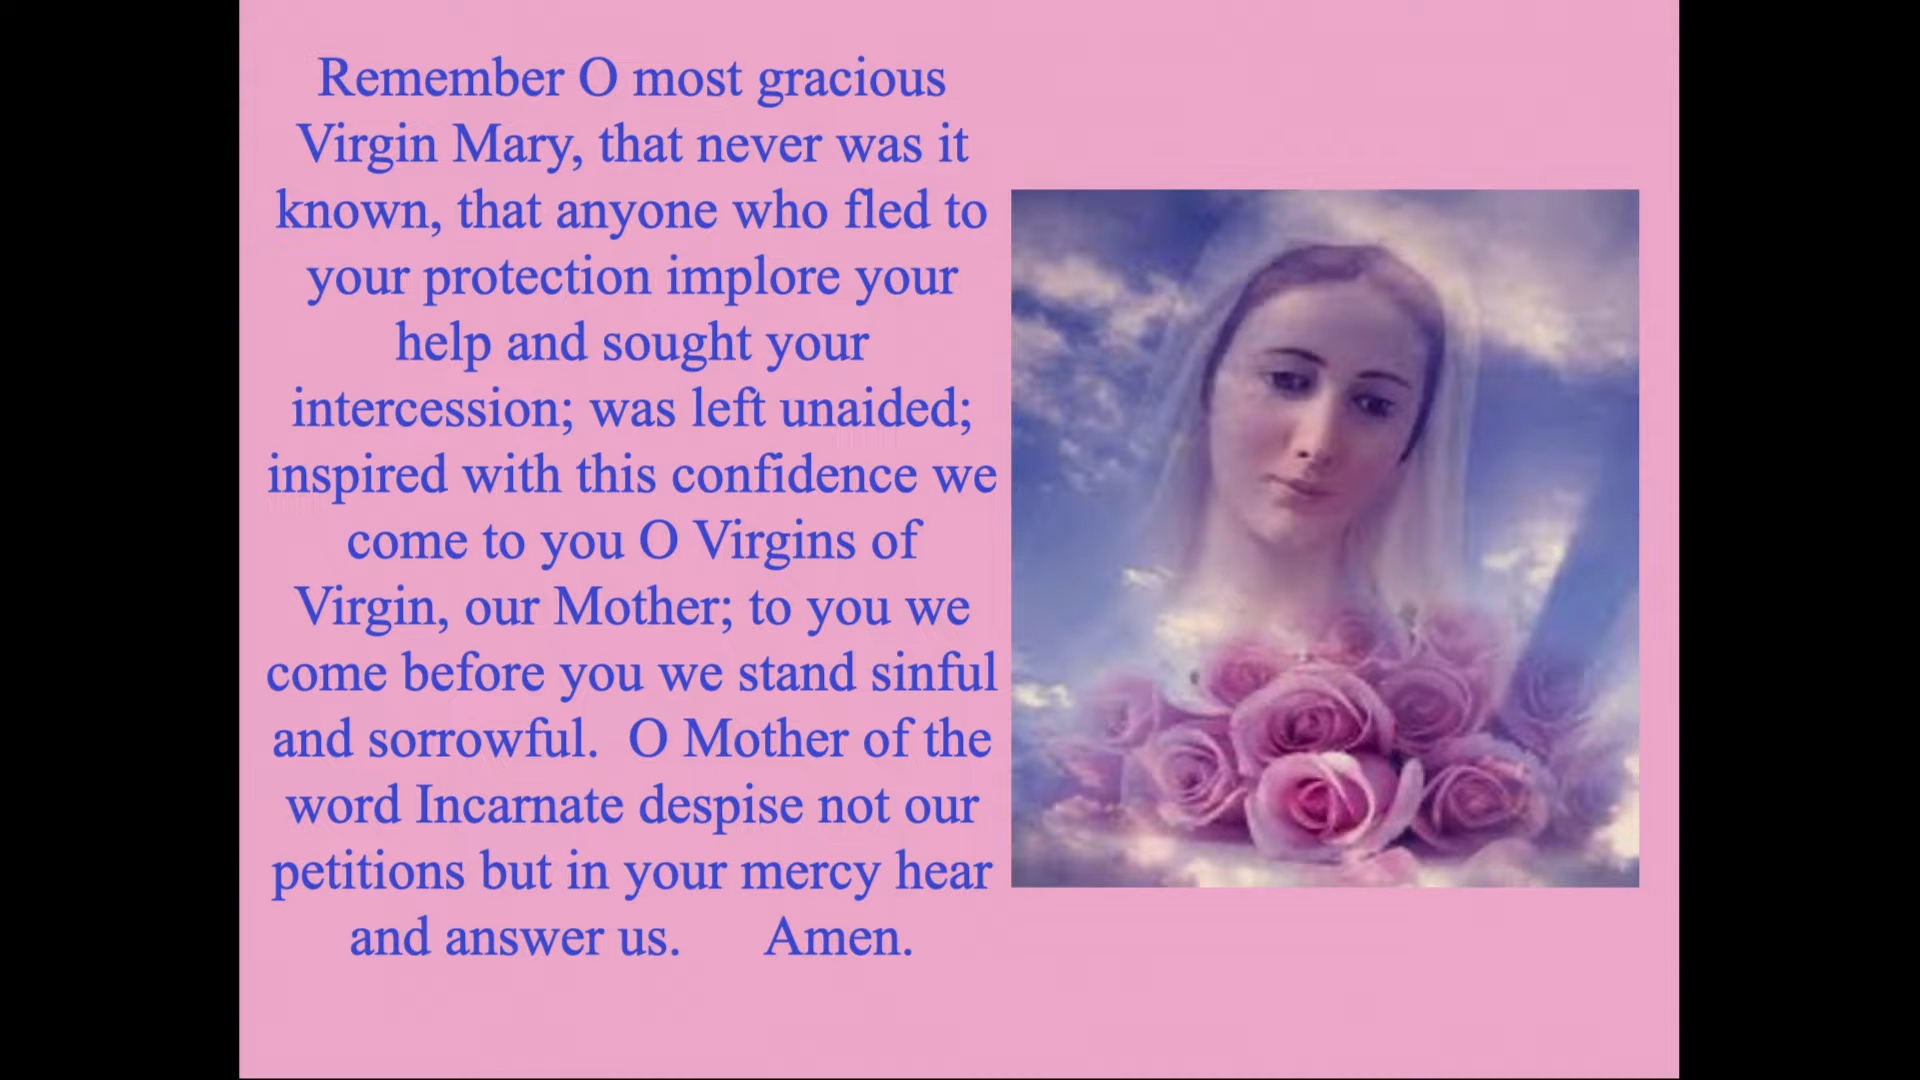 Remember O most gracious
Virgin Mary, that never was it
known, that anyone who fled to
your protection implore your
help and sought your
intercession; was left unaided;
inspired with this confidence we
come to you O Virgins of
Virgin, our Mother; to you we
come before you we stand sinful
and sorrowful. O Mother of the
word Incarnate despise not our
petitions but in your mercy hear
and answer us. Amen.